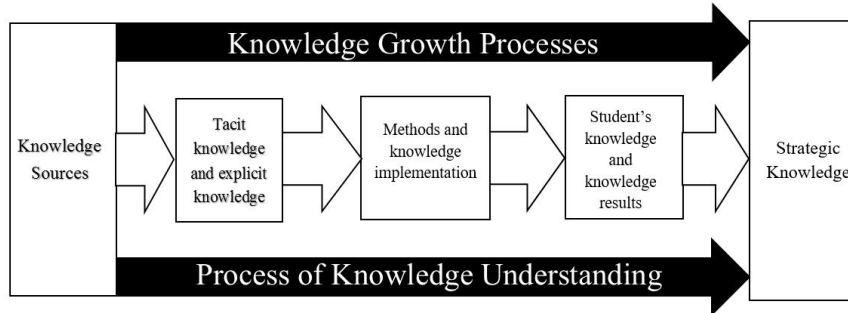 Knowledge Growth Processes
Knowledge
Sources
Tacit
knowledge
and explicit
knowledge
Methods and
knowledge
implementation
Student's
knowledge
and
knowledge
results
Strategic
Knowledge
Process of Knowledge Understanding